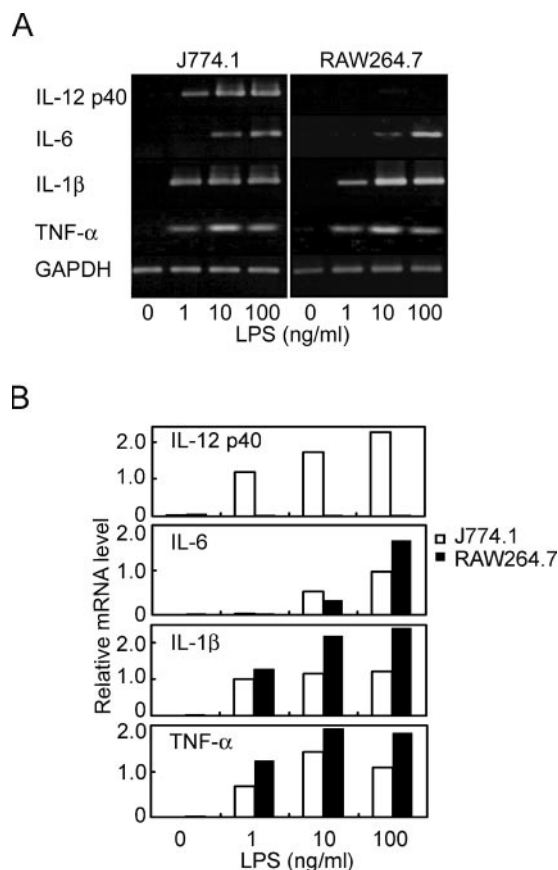 A
J774.1 RAW264.7
IL-12 p40
IL-6
IL-1β
TNF-α
GAPDH
0 1 10 100 0 1 10 100
LPS (ng/ml)
B
Relative mRNA level
IL-12 p40
2.0
1.0
0
IL-6
2.0
1.0
0
J774.1
RAW264.7
IL-1β
2.0
1.0
0
TNF-α
2.0
1.0
0
0 1 10 100
LPS (ng/ml)